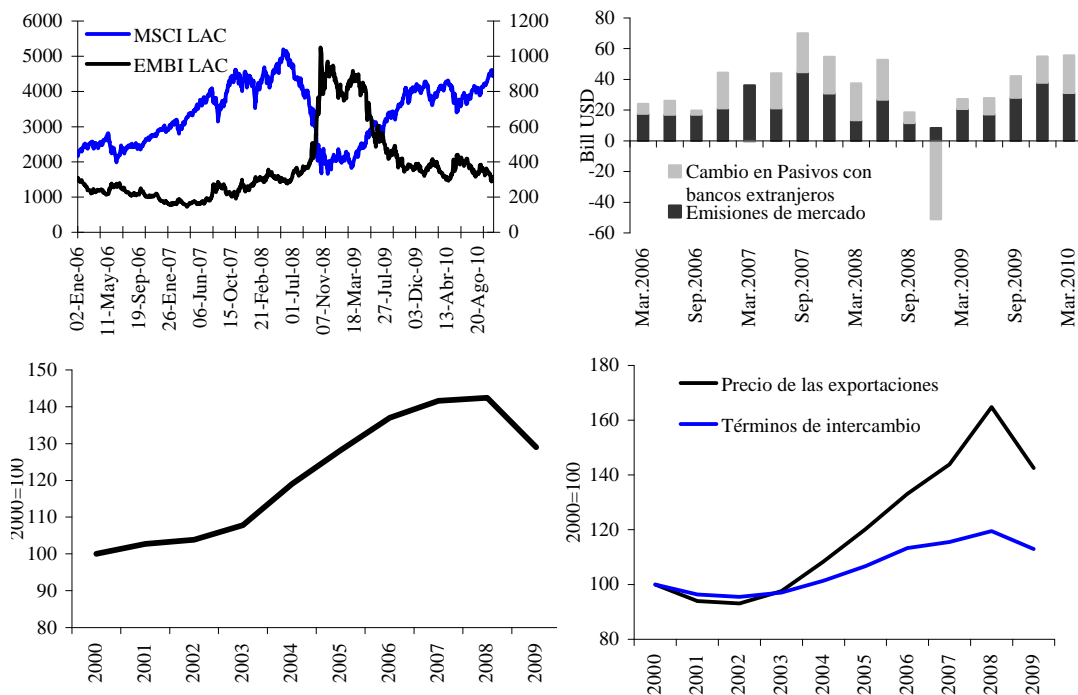 6000
5000
4000
3000
2000
1000
0
1200
1000
800
600
400
200
0
MSCI LAC
EMBI LAC
02-Ene-06
11-May-06
19-Sep-06
26-Ene-07
06-Jun-07
15-Oct-07
21-Feb-08
01-Jul-08
07-Nov-08
18-Mar-09
27-Jul-09
03-Dic-09
13-Abr-10
20-Ago-10
80
60
40
20
0
-20
-40
-60
Bill USD
Cambio en Pasivos con
bancos extranjeros
Emisiones de mercado
Mar.2006
Sep.2006
Mar.2007
Sep.2007
Mar.2008
Sep.2008
Mar.2009
Sep.2009
Mar.2010
150
140
130
120
110
100
90
80
2000=100
2000
2001
2002
2003
2004
2005
2006
2007
2008
2009
180
160
140
120
100
80
2000=100
Precio de las exportaciones
Términos de intercambio
2000
2001
2002
2003
2004
2005
2006
2007
2008
2009